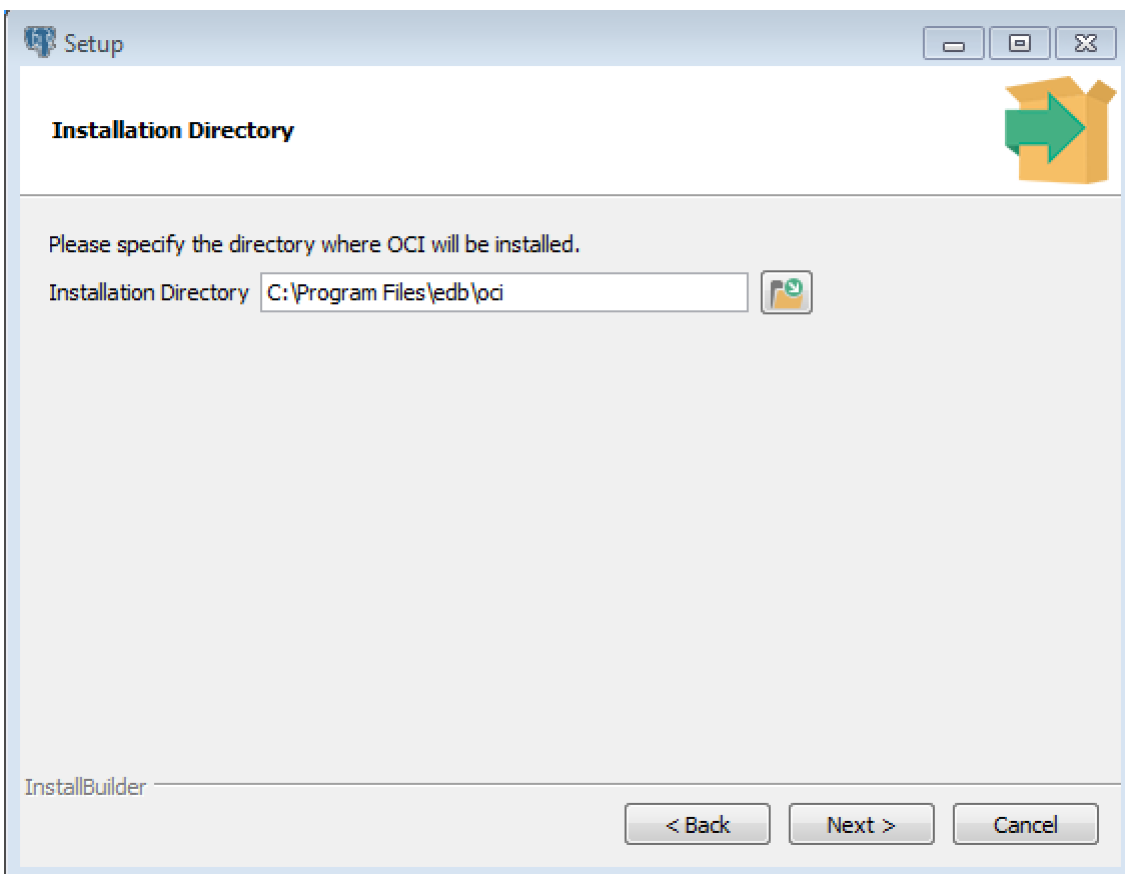 Setup
Installation Directory
Please specify the directory where OCI will be installed.
Installation Directory C:\Program Files\edb\oci
InstallBuilder
< Back Next > Cancel